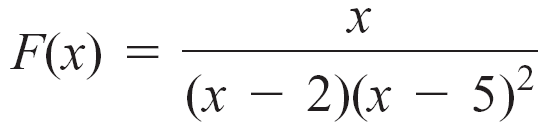 F(x) = x / ((x − 2)(x − 5)²)